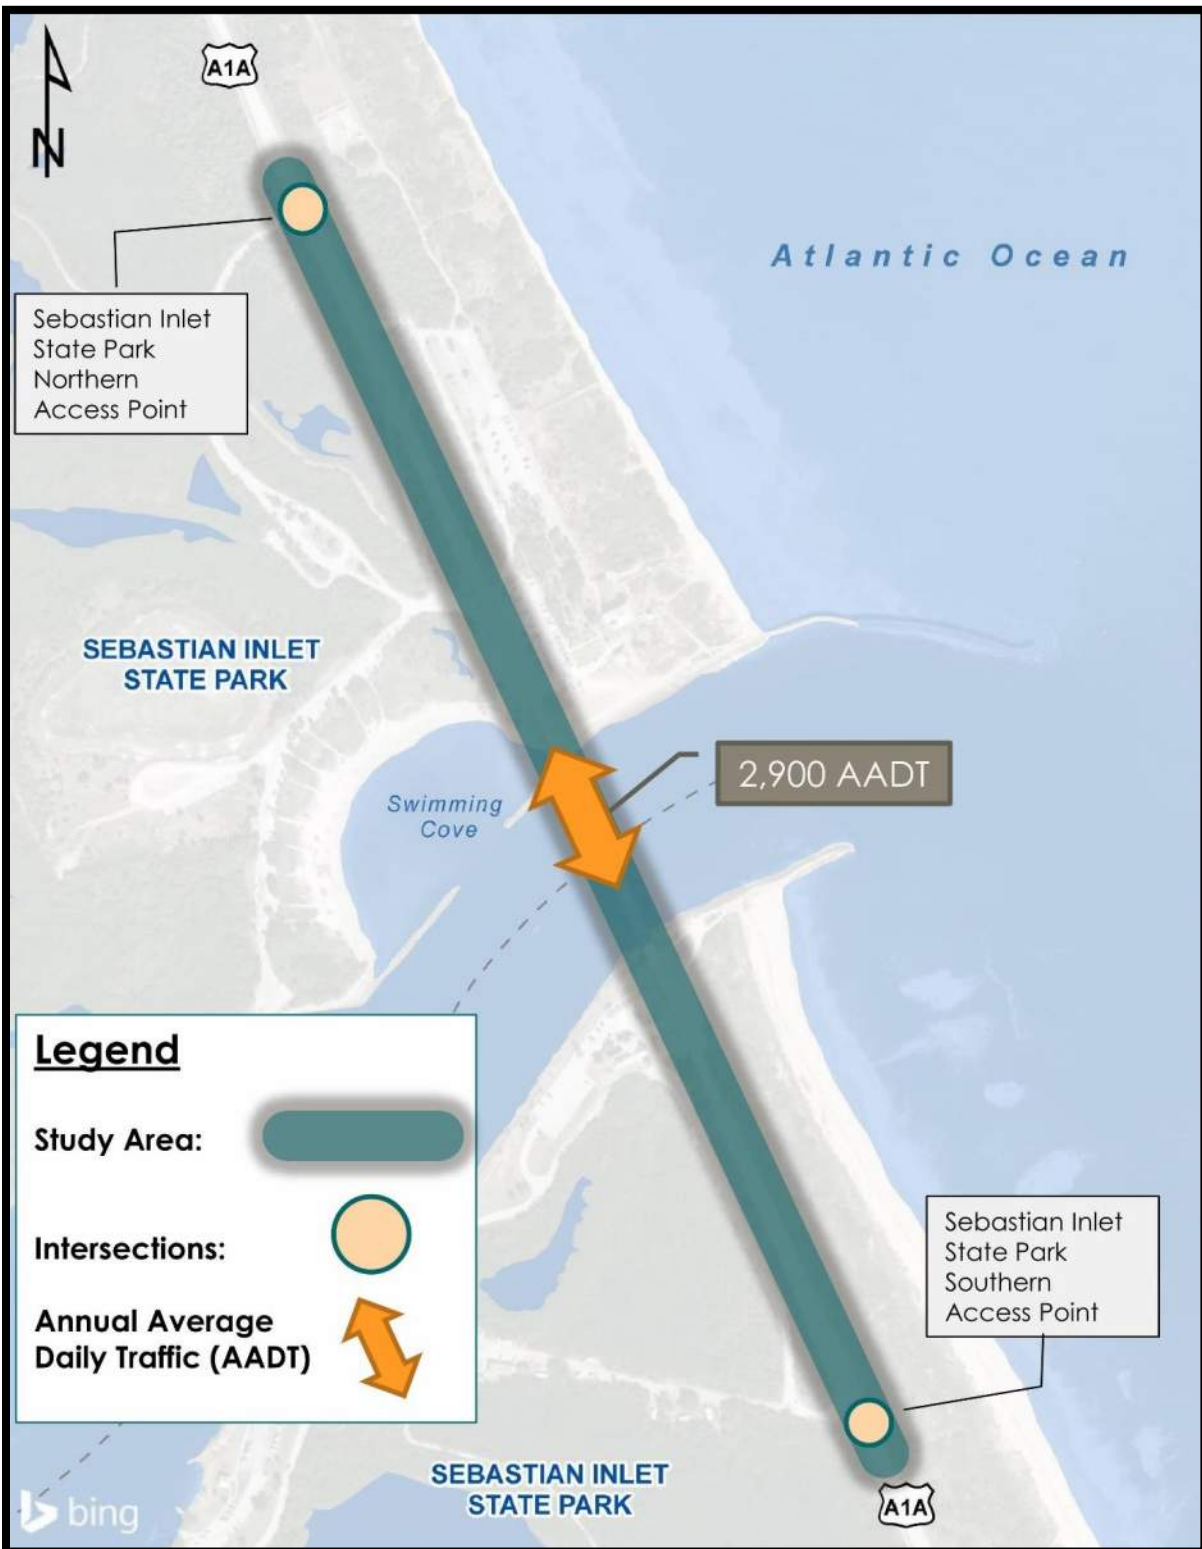 A1A
N
Atlantic Ocean
Sebastian Inlet
State Park
Northern
Access Point
SEBASTIAN INLET
STATE PARK
2,900 AADT
Swimming
Cove
Legend
Study Area:
Intersections:
Annual Average
Daily Traffic (AADT)
Sebastian Inlet
State Park
Southern
Access Point
SEBASTIAN INLET
STATE PARK
A1A
bing